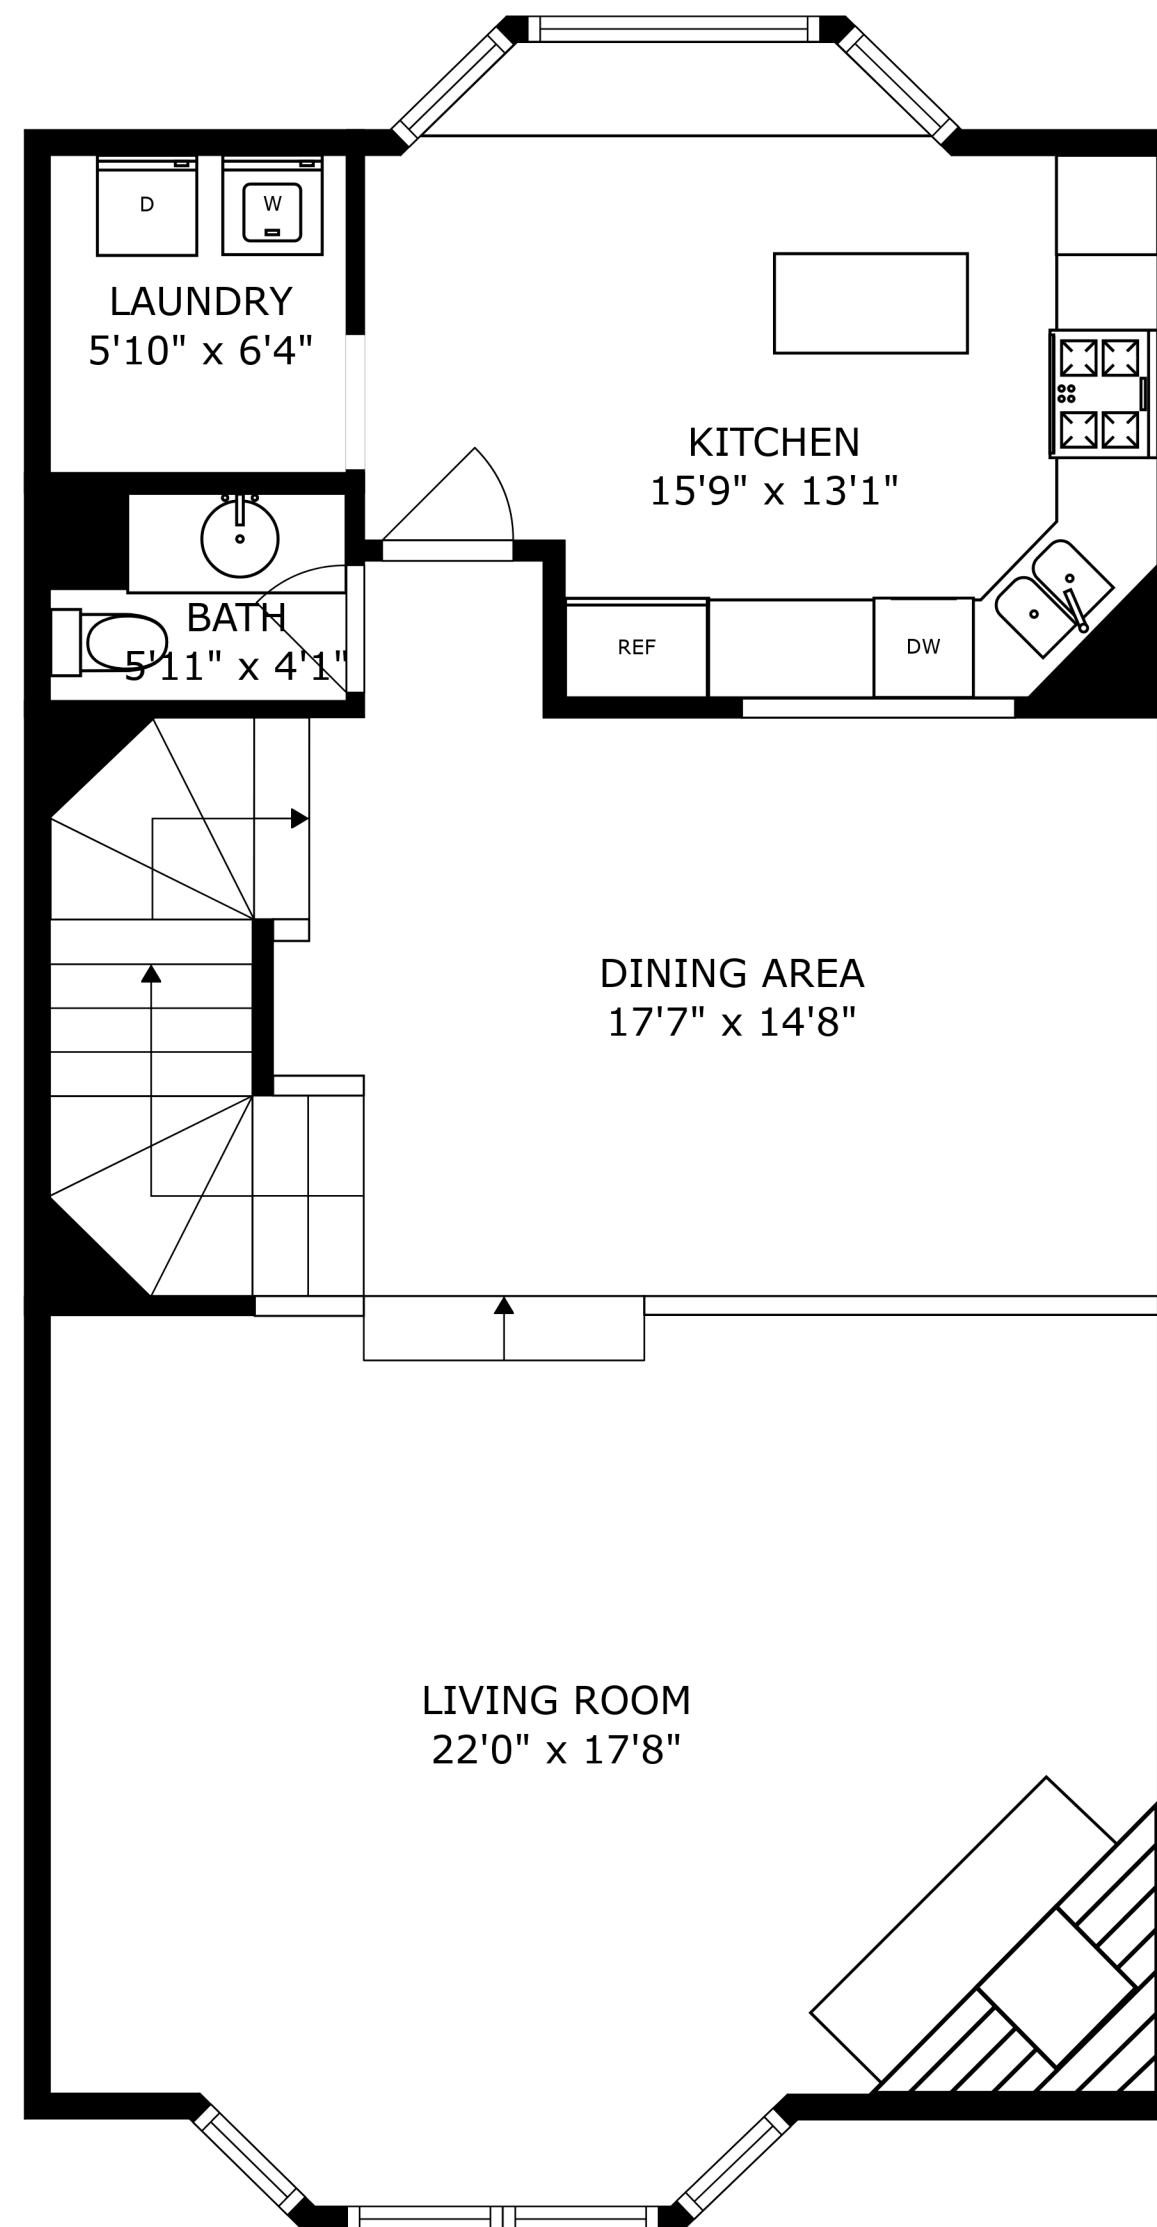 D
W
LAUNDRY
5'10" x 6'4"
KITCHEN
15'9" x 13'1"
BATH
5'11" x 4'1"
REF
DW
DINING AREA
17'7" x 14'8"
LIVING ROOM
22'0" x 17'8"